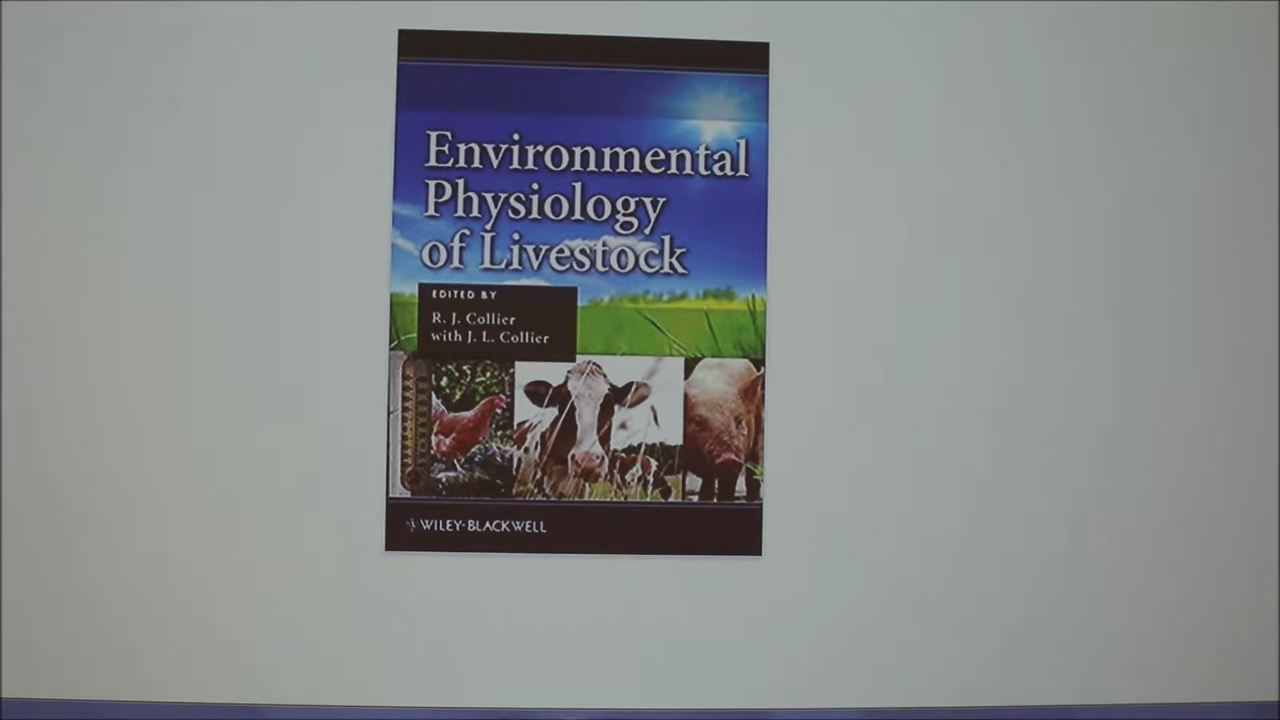 Environmental
Physiology
of Livestock
EDITED BY
R. J. Collier
with J. L. Collier
WILEY-BLACKWELL